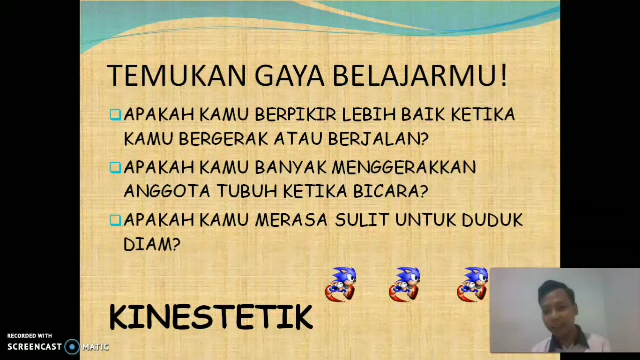 TEMUKAN GAYA BELAJARMU!
APAKAH KAMU BERPIKIR LEBIH BAIK KETIKA
KAMU BERGERAK ATAU BERJALAN?
APAKAH KAMU BANYAK MENGGERAKKAN
ANGGOTA TUBUH KETIKA BICARA?
APAKAH KAMU MERASA SULIT UNTUK DUDUK
DIAM?
KINESTETIK
RECORDED WITH
SCREENCAST MATIC